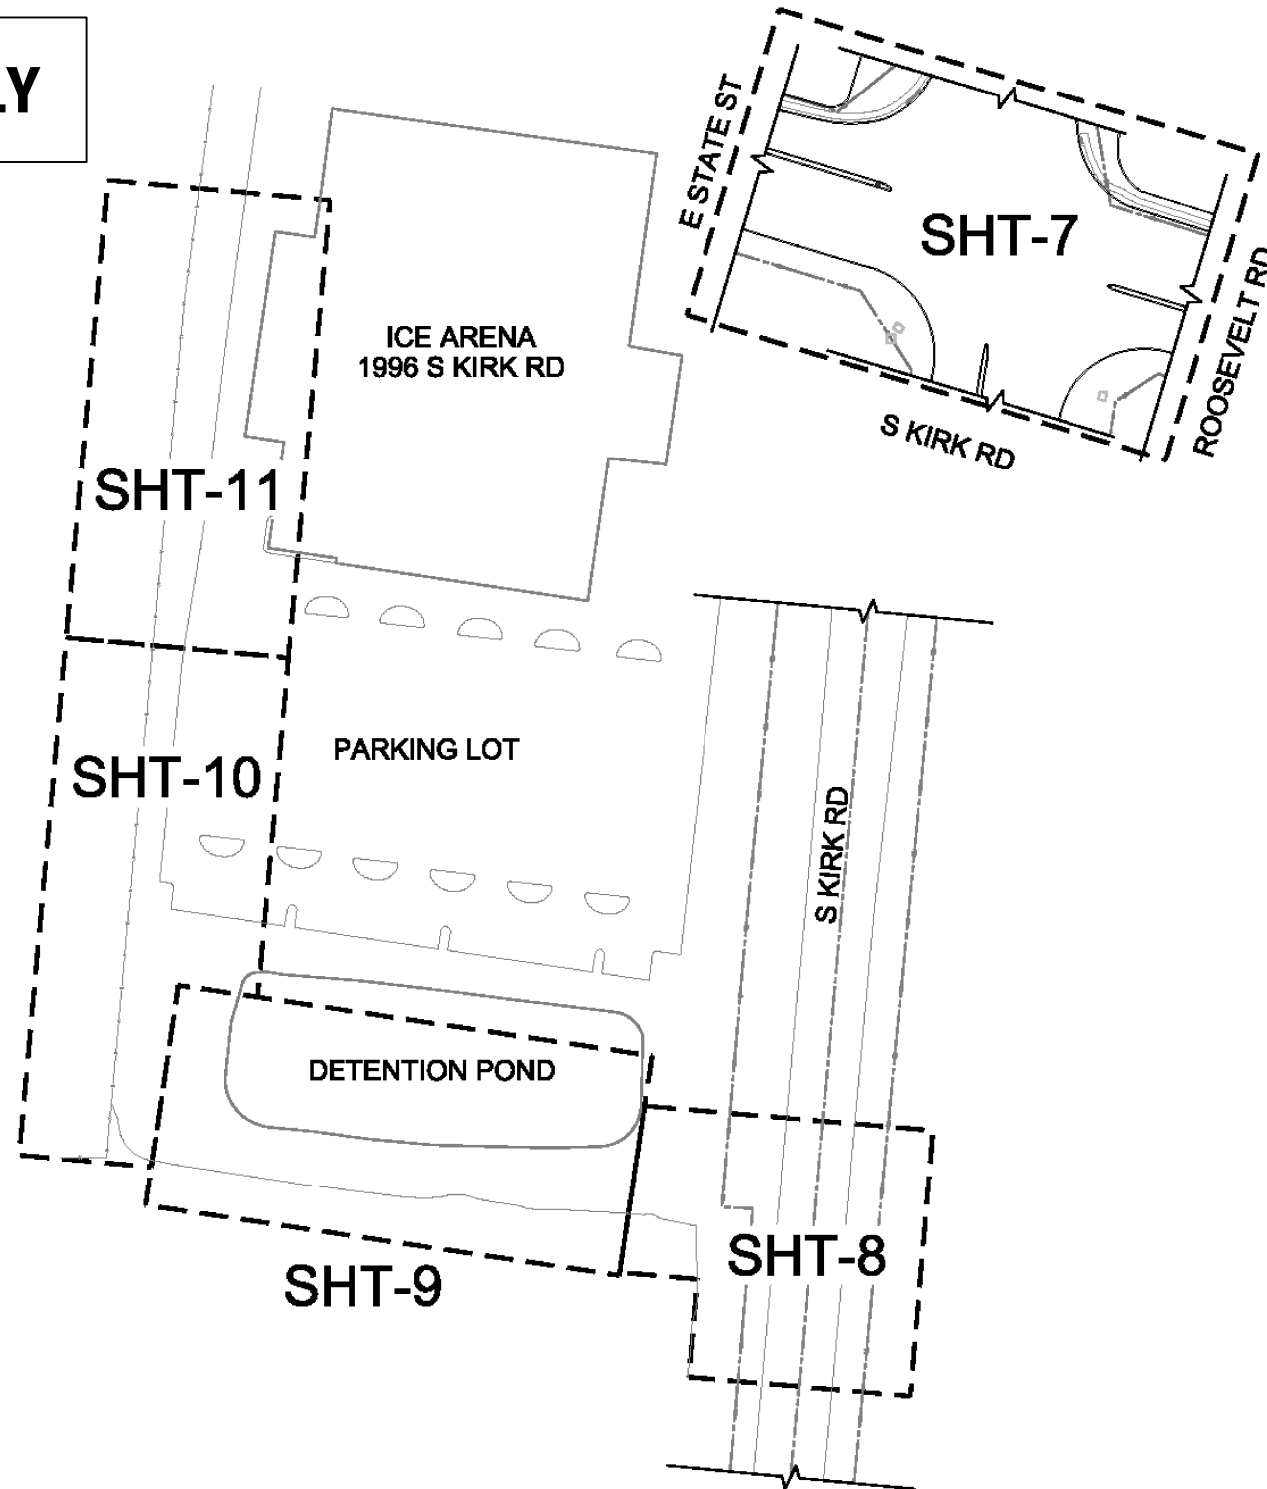 LY
E STATE ST
SHT-7
ROOSEVELT RD
S KIRK RD
ICE ARENA
1996 S KIRK RD
SHT-11
PARKING LOT
SHT-10
S KIRK RD
DETENTION POND
SHT-8
SHT-9